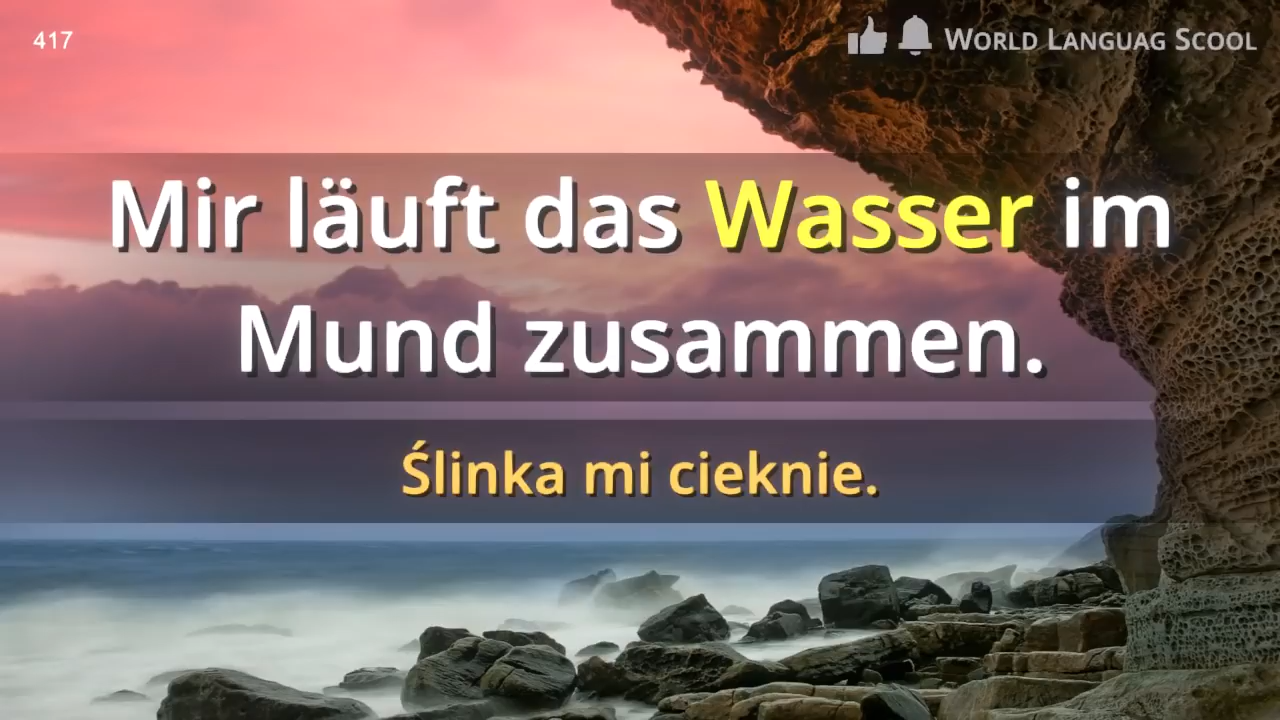 417
WORLD LANGUAG SCOOL
Mir läuft das Wasser im
Mund zusammen.
Ślinka mi cieknie.